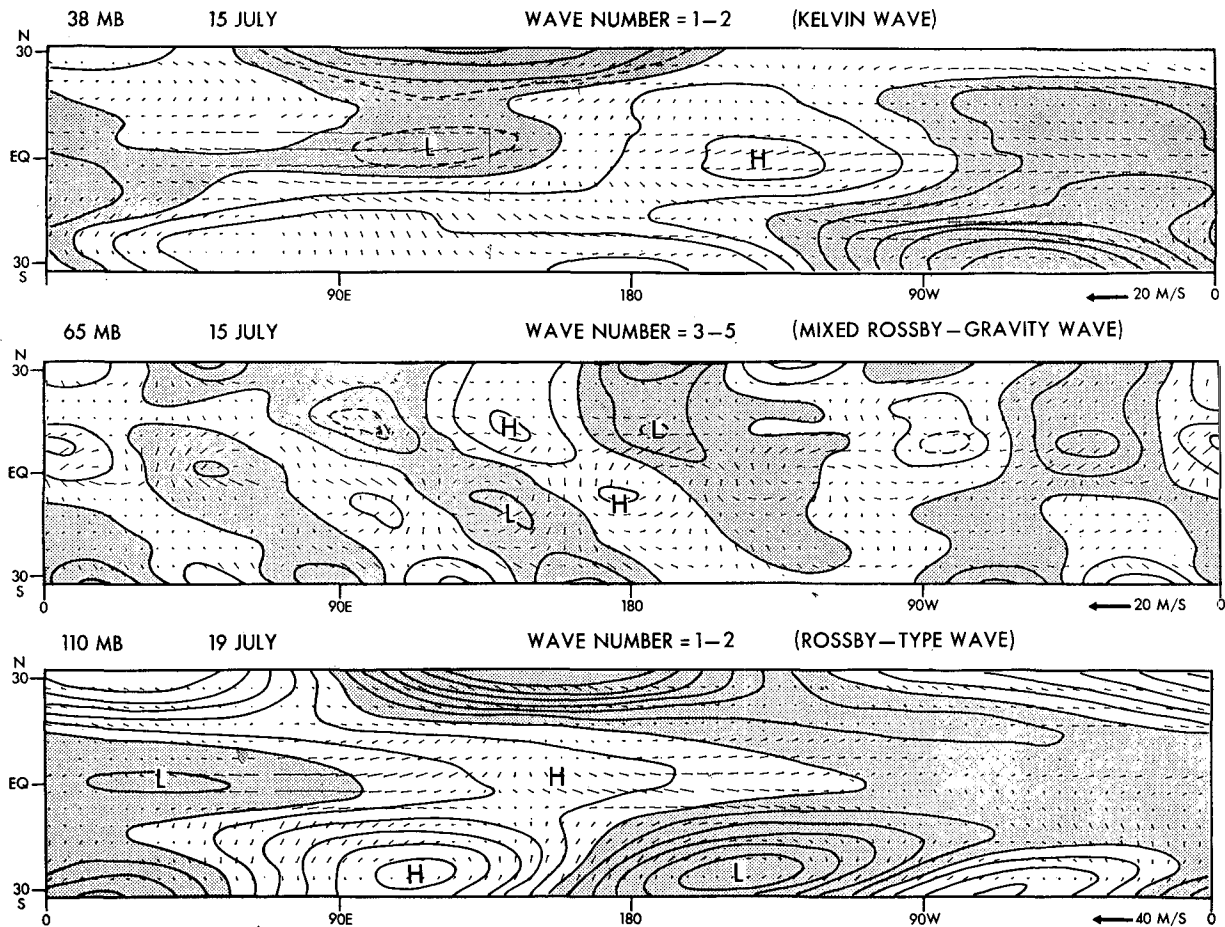 38 MB 15 JULY WAVE NUMBER = 1–2 (KELVIN WAVE)
N
30
L
EQ
H
30
S
90E 180 90W 20 M/S 0
65 MB 15 JULY WAVE NUMBER = 3–5 (MIXED ROSSBY–GRAVITY WAVE)
N
30
H L
EQ
H
L
30
S
0 90E 180 90W 20 M/S 0
110 MB 19 JULY WAVE NUMBER = 1–2 (ROSSBY–TYPE WAVE)
N
30
L H
EQ
H L
30
S
0 90E 180 90W 40 M/S 0